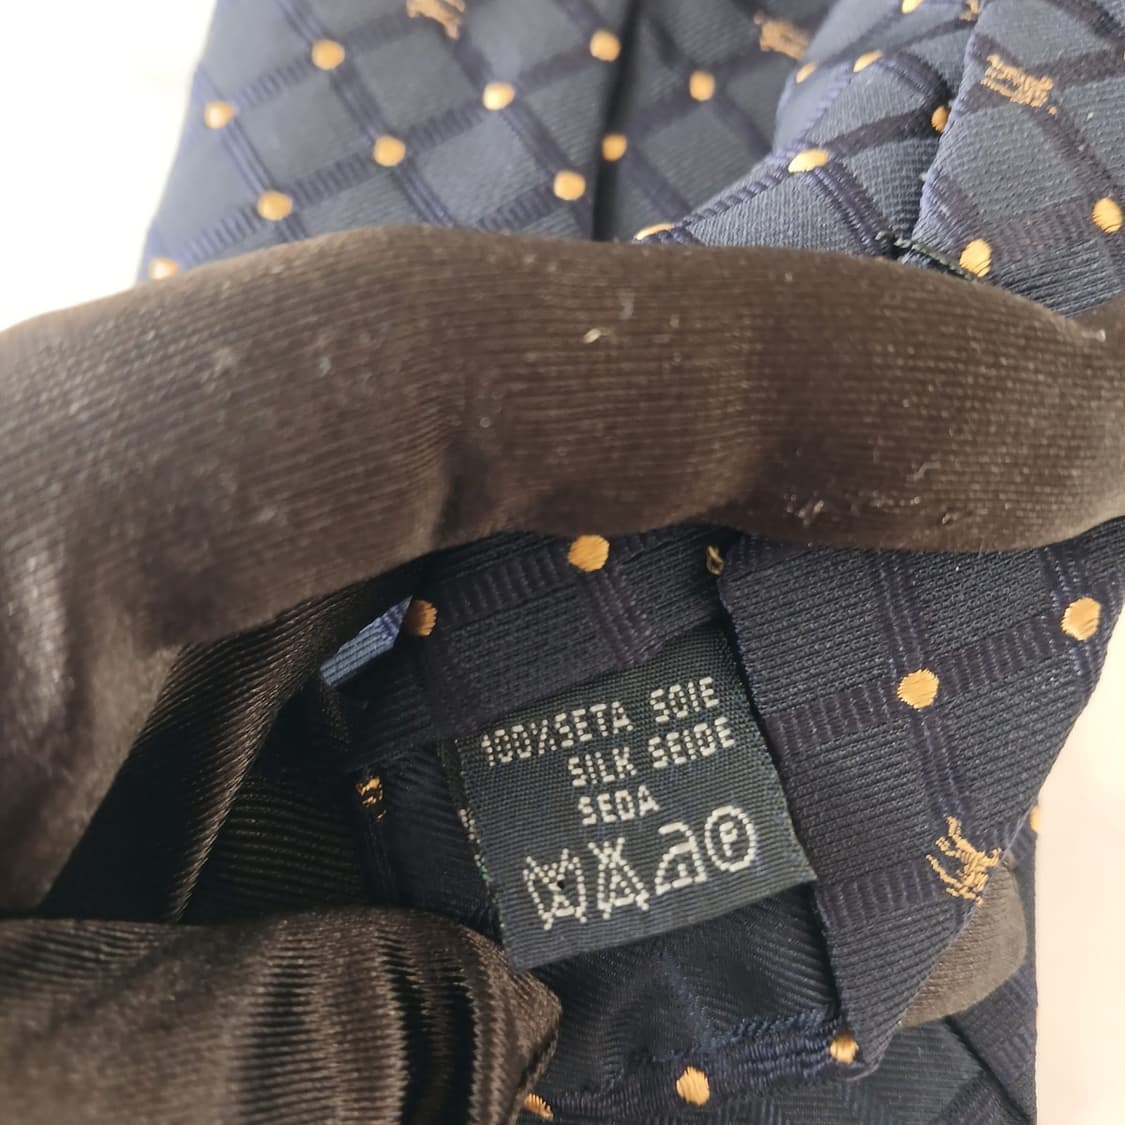 100%SETA SOIE
SILK SEIDE
SEDA
P